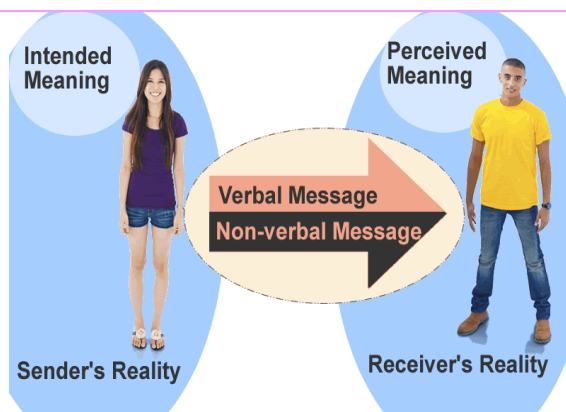 Intended
Meaning
Perceived
Meaning
Verbal Message
Non-verbal Message
Sender's Reality
Receiver's Reality